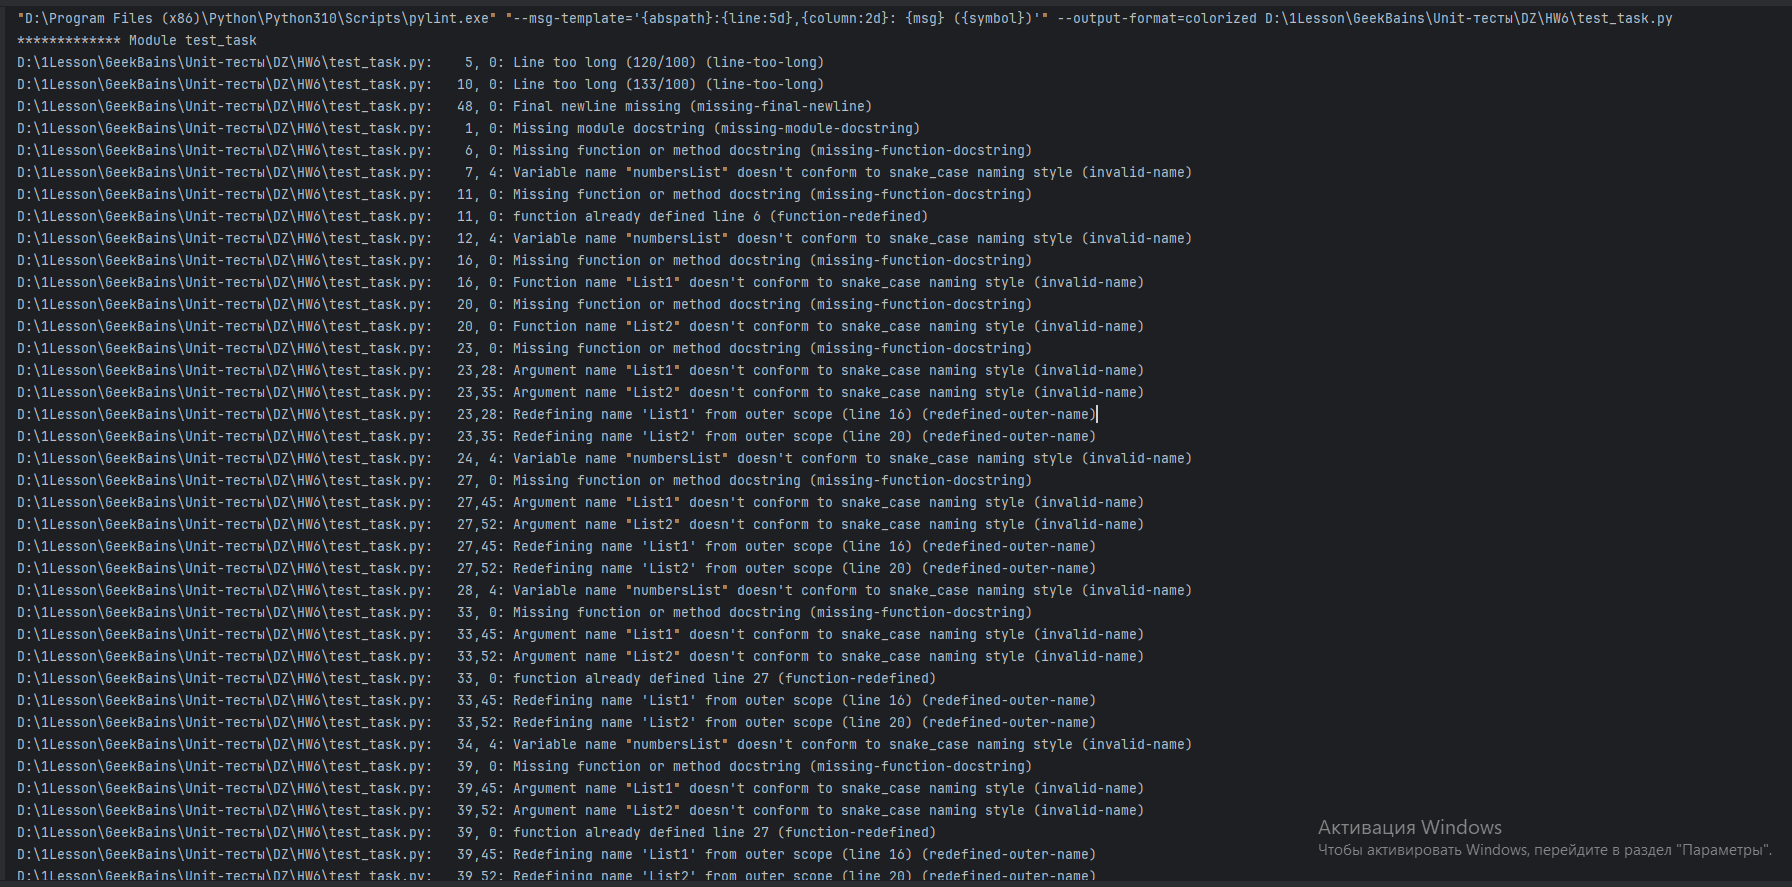 "D:\Program Files (x86)\Python\Python310\Scripts\pylint.exe" "--msg-template='{abspath}:{line:5d},{column:2d}: {msg} ({symbol})'" --output-format=colorized D:\1Lesson\GeekBains\Unit-тесты\DZ\HW6\test_task.py
************* Module test_task
D:\1Lesson\GeekBains\Unit-тесты\DZ\HW6\test_task.py:    5, 0: Line too long (120/100) (line-too-long)
D:\1Lesson\GeekBains\Unit-тесты\DZ\HW6\test_task.py:   10, 0: Line too long (133/100) (line-too-long)
D:\1Lesson\GeekBains\Unit-тесты\DZ\HW6\test_task.py:   48, 0: Final newline missing (missing-final-newline)
D:\1Lesson\GeekBains\Unit-тесты\DZ\HW6\test_task.py:    1, 0: Missing module docstring (missing-module-docstring)
D:\1Lesson\GeekBains\Unit-тесты\DZ\HW6\test_task.py:    6, 0: Missing function or method docstring (missing-function-docstring)
D:\1Lesson\GeekBains\Unit-тесты\DZ\HW6\test_task.py:    7, 4: Variable name "numbersList" doesn't conform to snake_case naming style (invalid-name)
D:\1Lesson\GeekBains\Unit-тесты\DZ\HW6\test_task.py:   11, 0: Missing function or method docstring (missing-function-docstring)
D:\1Lesson\GeekBains\Unit-тесты\DZ\HW6\test_task.py:   11, 0: function already defined line 6 (function-redefined)
D:\1Lesson\GeekBains\Unit-тесты\DZ\HW6\test_task.py:   12, 4: Variable name "numbersList" doesn't conform to snake_case naming style (invalid-name)
D:\1Lesson\GeekBains\Unit-тесты\DZ\HW6\test_task.py:   16, 0: Missing function or method docstring (missing-function-docstring)
D:\1Lesson\GeekBains\Unit-тесты\DZ\HW6\test_task.py:   16, 0: Function name "List1" doesn't conform to snake_case naming style (invalid-name)
D:\1Lesson\GeekBains\Unit-тесты\DZ\HW6\test_task.py:   20, 0: Missing function or method docstring (missing-function-docstring)
D:\1Lesson\GeekBains\Unit-тесты\DZ\HW6\test_task.py:   20, 0: Function name "List2" doesn't conform to snake_case naming style (invalid-name)
D:\1Lesson\GeekBains\Unit-тесты\DZ\HW6\test_task.py:   23, 0: Missing function or method docstring (missing-function-docstring)
D:\1Lesson\GeekBains\Unit-тесты\DZ\HW6\test_task.py:   23,28: Argument name "List1" doesn't conform to snake_case naming style (invalid-name)
D:\1Lesson\GeekBains\Unit-тесты\DZ\HW6\test_task.py:   23,35: Argument name "List2" doesn't conform to snake_case naming style (invalid-name)
D:\1Lesson\GeekBains\Unit-тесты\DZ\HW6\test_task.py:   23,28: Redefining name 'List1' from outer scope (line 16) (redefined-outer-name)
D:\1Lesson\GeekBains\Unit-тесты\DZ\HW6\test_task.py:   23,35: Redefining name 'List2' from outer scope (line 20) (redefined-outer-name)
D:\1Lesson\GeekBains\Unit-тесты\DZ\HW6\test_task.py:   24, 4: Variable name "numbersList" doesn't conform to snake_case naming style (invalid-name)
D:\1Lesson\GeekBains\Unit-тесты\DZ\HW6\test_task.py:   27, 0: Missing function or method docstring (missing-function-docstring)
D:\1Lesson\GeekBains\Unit-тесты\DZ\HW6\test_task.py:   27,45: Argument name "List1" doesn't conform to snake_case naming style (invalid-name)
D:\1Lesson\GeekBains\Unit-тесты\DZ\HW6\test_task.py:   27,52: Argument name "List2" doesn't conform to snake_case naming style (invalid-name)
D:\1Lesson\GeekBains\Unit-тесты\DZ\HW6\test_task.py:   27,45: Redefining name 'List1' from outer scope (line 16) (redefined-outer-name)
D:\1Lesson\GeekBains\Unit-тесты\DZ\HW6\test_task.py:   27,52: Redefining name 'List2' from outer scope (line 20) (redefined-outer-name)
D:\1Lesson\GeekBains\Unit-тесты\DZ\HW6\test_task.py:   28, 4: Variable name "numbersList" doesn't conform to snake_case naming style (invalid-name)
D:\1Lesson\GeekBains\Unit-тесты\DZ\HW6\test_task.py:   33, 0: Missing function or method docstring (missing-function-docstring)
D:\1Lesson\GeekBains\Unit-тесты\DZ\HW6\test_task.py:   33,45: Argument name "List1" doesn't conform to snake_case naming style (invalid-name)
D:\1Lesson\GeekBains\Unit-тесты\DZ\HW6\test_task.py:   33,52: Argument name "List2" doesn't conform to snake_case naming style (invalid-name)
D:\1Lesson\GeekBains\Unit-тесты\DZ\HW6\test_task.py:   33, 0: function already defined line 27 (function-redefined)
D:\1Lesson\GeekBains\Unit-тесты\DZ\HW6\test_task.py:   33,45: Redefining name 'List1' from outer scope (line 16) (redefined-outer-name)
D:\1Lesson\GeekBains\Unit-тесты\DZ\HW6\test_task.py:   33,52: Redefining name 'List2' from outer scope (line 20) (redefined-outer-name)
D:\1Lesson\GeekBains\Unit-тесты\DZ\HW6\test_task.py:   34, 4: Variable name "numbersList" doesn't conform to snake_case naming style (invalid-name)
D:\1Lesson\GeekBains\Unit-тесты\DZ\HW6\test_task.py:   39, 0: Missing function or method docstring (missing-function-docstring)
D:\1Lesson\GeekBains\Unit-тесты\DZ\HW6\test_task.py:   39,45: Argument name "List1" doesn't conform to snake_case naming style (invalid-name)
D:\1Lesson\GeekBains\Unit-тесты\DZ\HW6\test_task.py:   39,52: Argument name "List2" doesn't conform to snake_case naming style (invalid-name)
D:\1Lesson\GeekBains\Unit-тесты\DZ\HW6\test_task.py:   39, 0: function already defined line 27 (function-redefined)
D:\1Lesson\GeekBains\Unit-тесты\DZ\HW6\test_task.py:   39,45: Redefining name 'List1' from outer scope (line 16) (redefined-outer-name)
D:\1Lesson\GeekBains\Unit-тесты\DZ\HW6\test_task.py:   39,52: Redefining name 'List2' from outer scope (line 20) (redefined-outer-name)
Активация Windows
Чтобы активировать Windows, перейдите в раздел "Параметры".